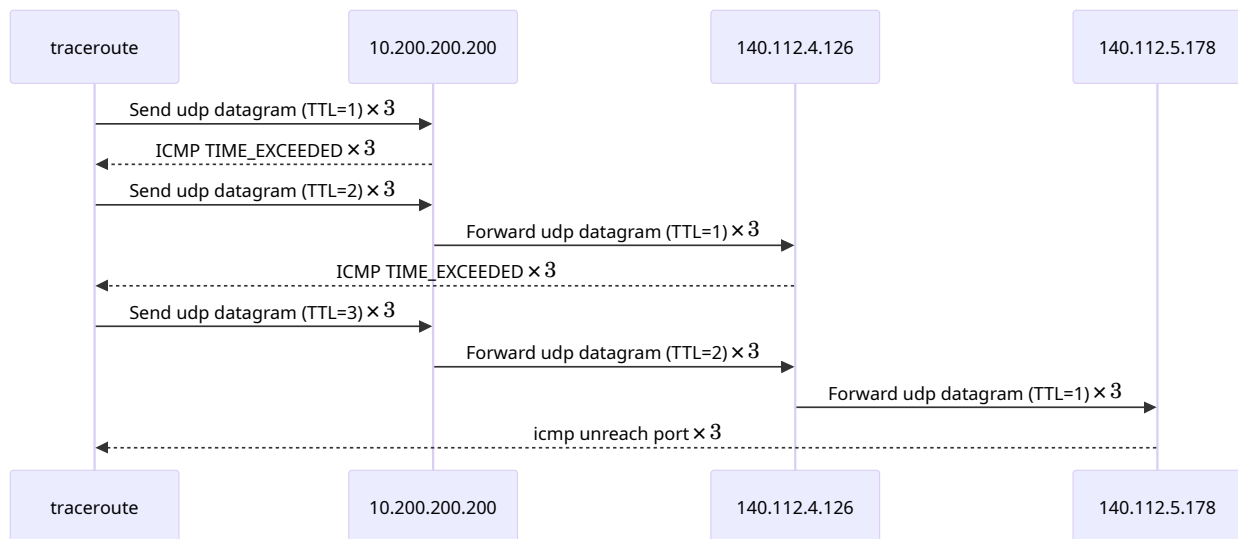 traceroute
10.200.200.200
140.112.4.126
140.112.5.178
Send udp datagram (TTL=1)×3
ICMP TIME_EXCEEDED×3
Send udp datagram (TTL=2)×3
Forward udp datagram (TTL=1)×3
ICMP TIME_EXCEEDED×3
Send udp datagram (TTL=3)×3
Forward udp datagram (TTL=2)×3
Forward udp datagram (TTL=1)×3
icmp unreach port×3
traceroute
10.200.200.200
140.112.4.126
140.112.5.178